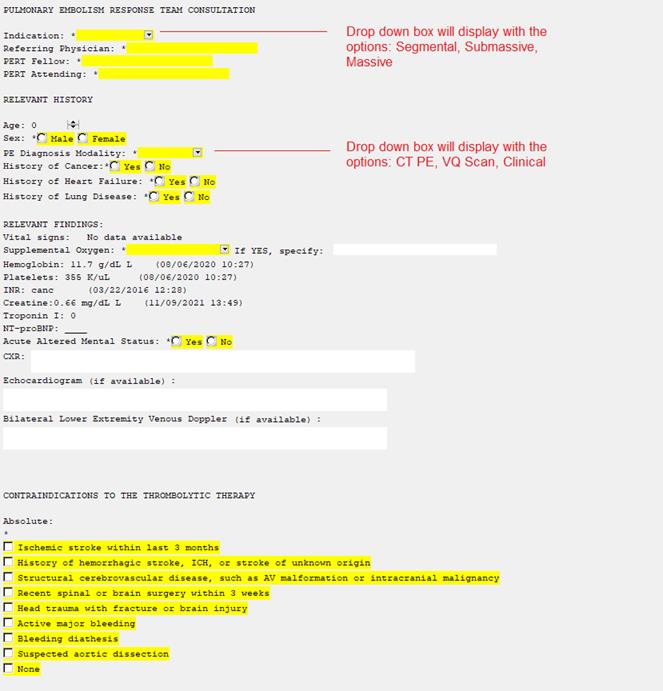 PULMONARY EMBOLISM RESPONSE TEAM CONSULTATION
Indication: *
Drop down box will display with the
options: Segmental, Submassive,
Massive
Referring Physician: *
PERT Fellow: *
PERT Attending: *
RELEVANT HISTORY
Age: 0
Sex: * Male Female
PE Diagnosis Modality: *
Drop down box will display with the
options: CT PE, VQ Scan, Clinical
History of Cancer:* Yes No
History of Heart Failure: * Yes No
History of Lung Disease: * Yes No
RELEVANT FINDINGS:
Vital signs: No data available
Supplemental Oxygen: * If YES, specify:
Hemoglobin: 11.7 g/dL L (08/06/2020 10:27)
Platelets: 355 K/uL (08/06/2020 10:27)
INR: canc (03/22/2016 12:28)
Creatine:0.66 mg/dL L (11/09/2021 13:49)
Troponin I: 0
NT-proBNP: ____
Acute Altered Mental Status: * Yes No
CXR:
Echocardiogram (if available) :
Bilateral Lower Extremity Venous Doppler (if available) :
CONTRAINDICATIONS TO THE THROMBOLYTIC THERAPY
Absolute:
*
Ischemic stroke within last 3 months
History of hemorrhagic stroke, ICH, or stroke of unknown origin
Structural cerebrovascular disease, such as AV malformation or intracranial malignancy
Recent spinal or brain surgery within 3 weeks
Head trauma with fracture or brain injury
Active major bleeding
Bleeding diathesis
Suspected aortic dissection
None